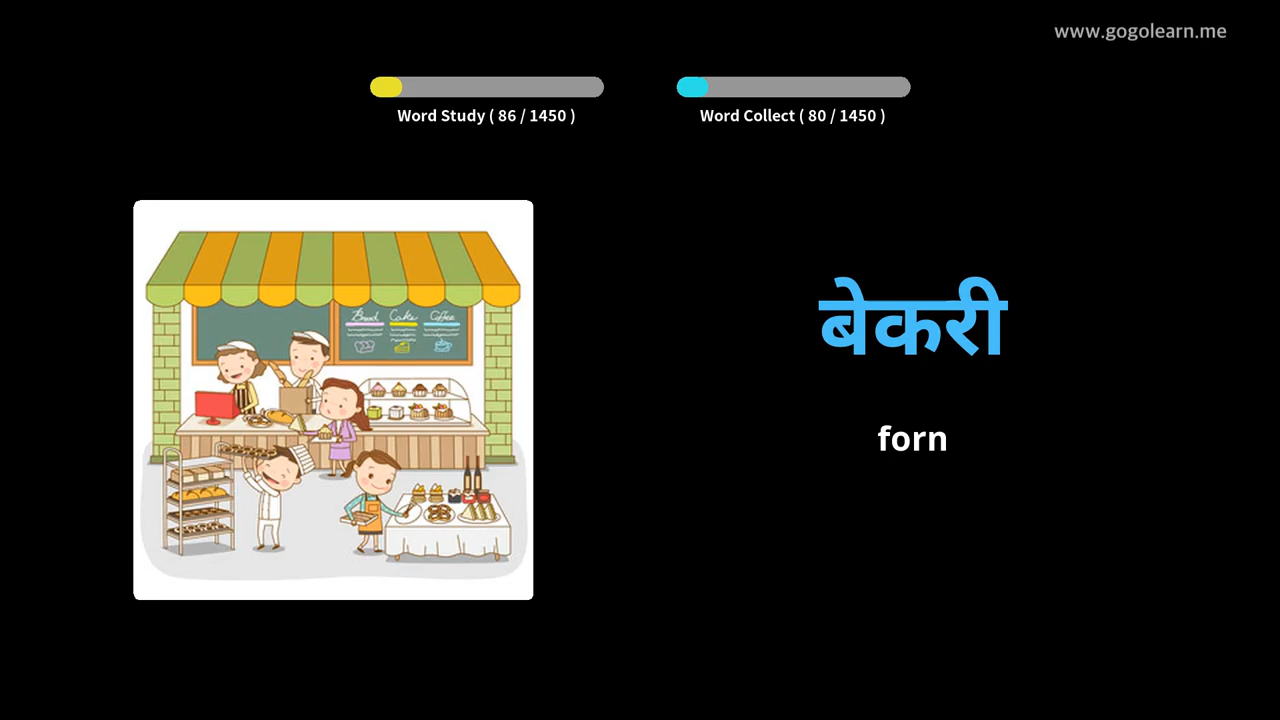 www.gogolearn.me
Word Study ( 86 / 1450 )
Word Collect ( 80 / 1450 )
Bread Cake Coffee
बेकरी
forn